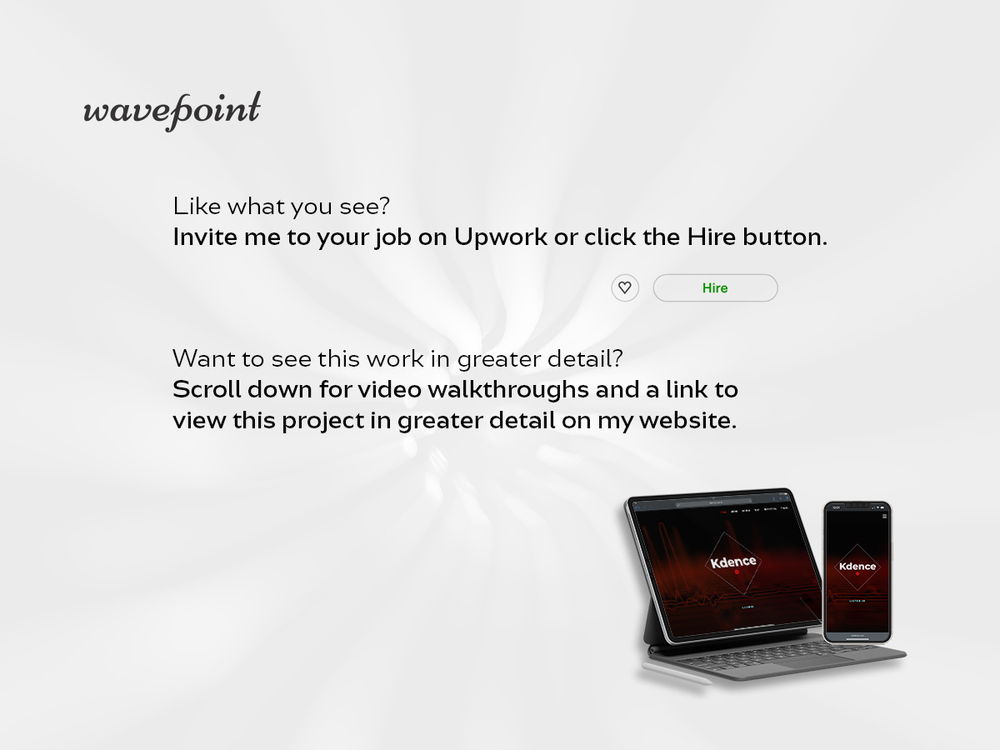 wavepoint
Like what you see?
Invite me to your job on Upwork or click the Hire button.
Hire
Want to see this work in greater detail?
Scroll down for video walkthroughs and a link to
view this project in greater detail on my website.
Kdence
Kdence